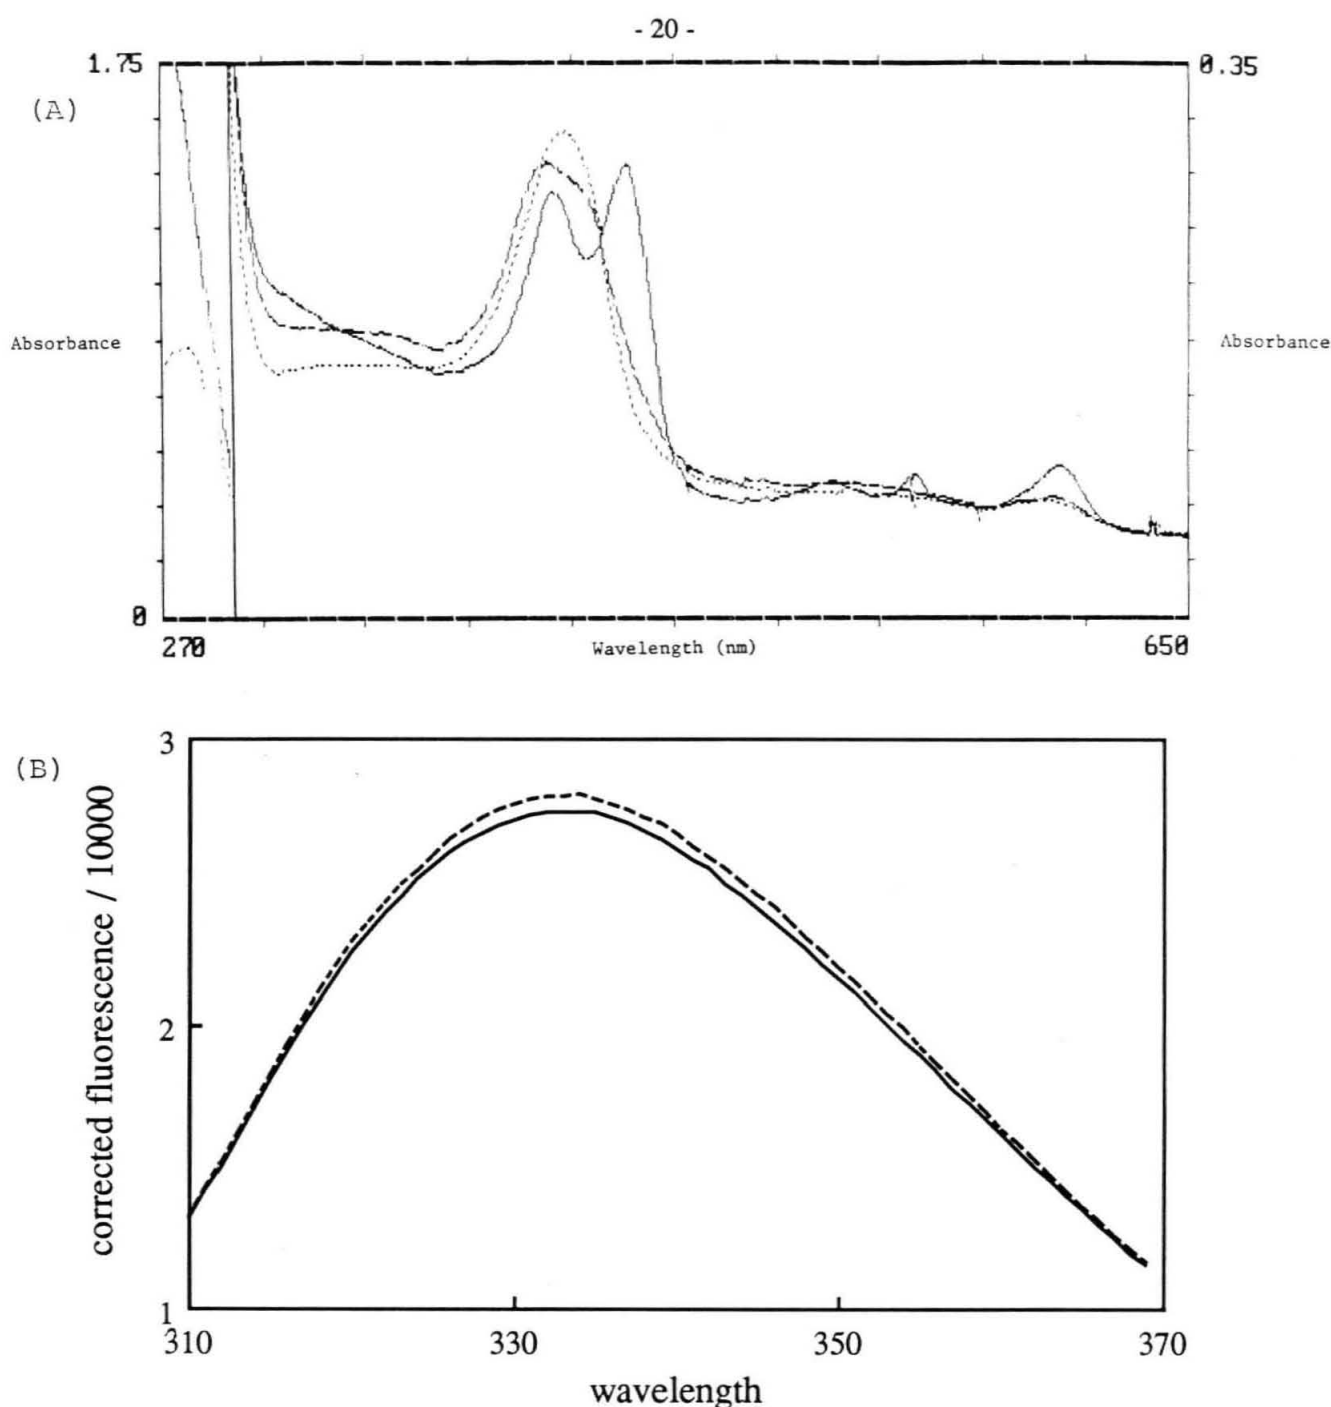 - 20 -
1.75
0.35
(A)
Absorbance
Absorbance
0
270
Wavelength (nm)
650
(B)
3
2
1
corrected fluorescence / 10000
310
330
350
370
wavelength